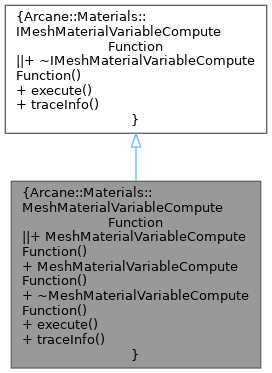 {Arcane::Materials::
IMeshMaterialVariableCompute
Function
||+ ~IMeshMaterialVariableCompute
Function()
+ execute()
+ traceInfo()
}
{Arcane::Materials::
MeshMaterialVariableCompute
Function
||+ MeshMaterialVariableCompute
Function()
+ MeshMaterialVariableCompute
Function()
+ ~MeshMaterialVariableCompute
Function()
+ execute()
+ traceInfo()
}